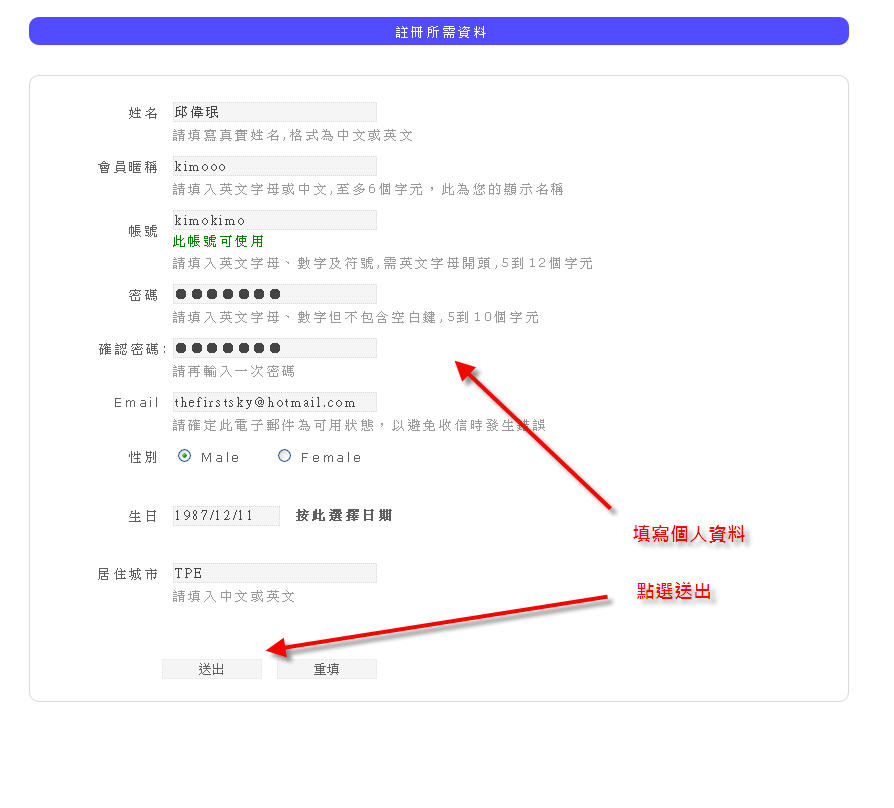 註冊所需資料
姓名 邱偉珉
請填寫真實姓名,格式為中文或英文
會員暱稱 kimooo
請填入英文字母或中文,至多6個字元，此為您的顯示名稱
帳號 kimokimo
此帳號可使用
請填入英文字母、數字及符號,需英文字母開頭,5到12個字元
密碼 ●●●●●●●
請填入英文字母、數字但不包含空白鍵,5到10個字元
確認密碼: ●●●●●●●
請再輸入一次密碼
Email thefirstsky@hotmail.com
請確定此電子郵件為可用狀態，以避免收信時發生錯誤
性別 Male Female
生日 1987/12/11 按此選擇日期
填寫個人資料
居住城市 TPE
點選送出
請填入中文或英文
送出 重填